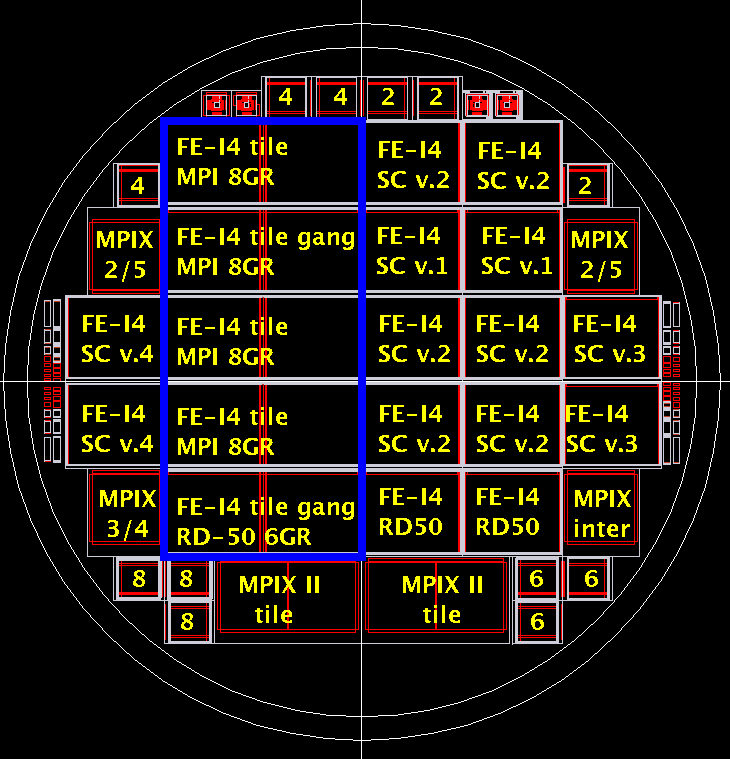 4 4 2 2
FE-I4 tile
MPI 8GR
FE-I4
SC v.2
FE-I4
SC v.2
4
2
MPIX
2/5
FE-I4 tile gang
MPI 8GR
FE-I4
SC v.1
FE-I4
SC v.1
MPIX
2/5
FE-I4
SC v.4
FE-I4 tile
MPI 8GR
FE-I4
SC v.2
FE-I4
SC v.2
FE-I4
SC v.3
FE-I4
SC v.4
FE-I4 tile
MPI 8GR
FE-I4
SC v.2
FE-I4
SC v.2
FE-I4
SC v.3
MPIX
3/4
FE-I4 tile gang
RD-50 6GR
FE-I4
RD50
FE-I4
RD50
MPIX
inter
8 8
MPIX II
tile
MPIX II
tile
6 6
8
6